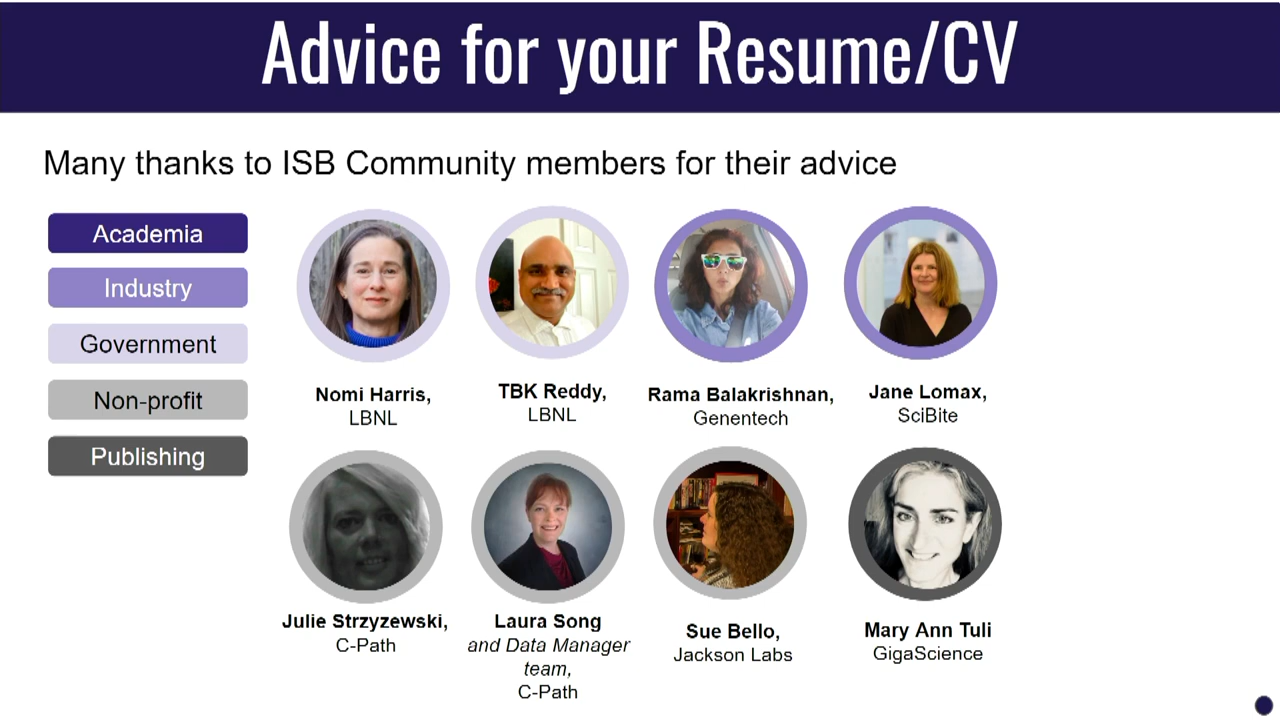 Advice for your Resume/CV
Many thanks to ISB Community members for their advice
Academia
Industry
Government
Non-profit
Publishing
Nomi Harris,
LBNL
TBK Reddy,
LBNL
Rama Balakrishnan,
Genentech
Jane Lomax,
SciBite
Julie Strzyzewski,
C-Path
Laura Song
and Data Manager
team,
C-Path
Sue Bello,
Jackson Labs
Mary Ann Tuli
GigaScience